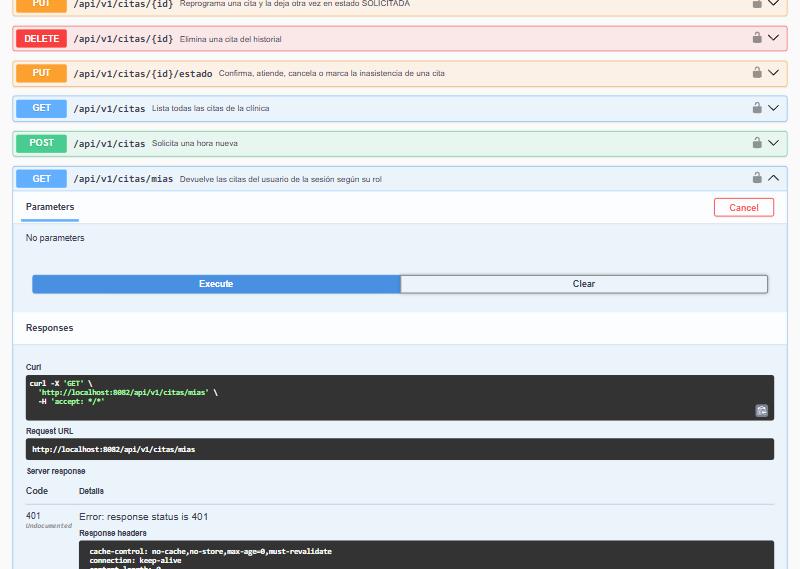 PUT /api/v1/citas/{id} Reprograma una cita y la deja otra vez en estado SOLICITADA
DELETE /api/v1/citas/{id} Elimina una cita del historial
PUT /api/v1/citas/{id}/estado Confirma, atiende, cancela o marca la inasistencia de una cita
GET /api/v1/citas Lista todas las citas de la clínica
POST /api/v1/citas Solicita una hora nueva
GET /api/v1/citas/mias Devuelve las citas del usuario de la sesión según su rol
Parameters
Cancel
No parameters
Execute
Clear
Responses
Curl
curl -X 'GET' \
'http://localhost:8082/api/v1/citas/mias' \
-H 'accept: */*'
Request URL
http://localhost:8082/api/v1/citas/mias
Server response
Code Details
401 Error: response status is 401
Undocumented
Response headers
cache-control: no-cache,no-store,max-age=0,must-revalidate
connection: keep-alive
content-length: 0